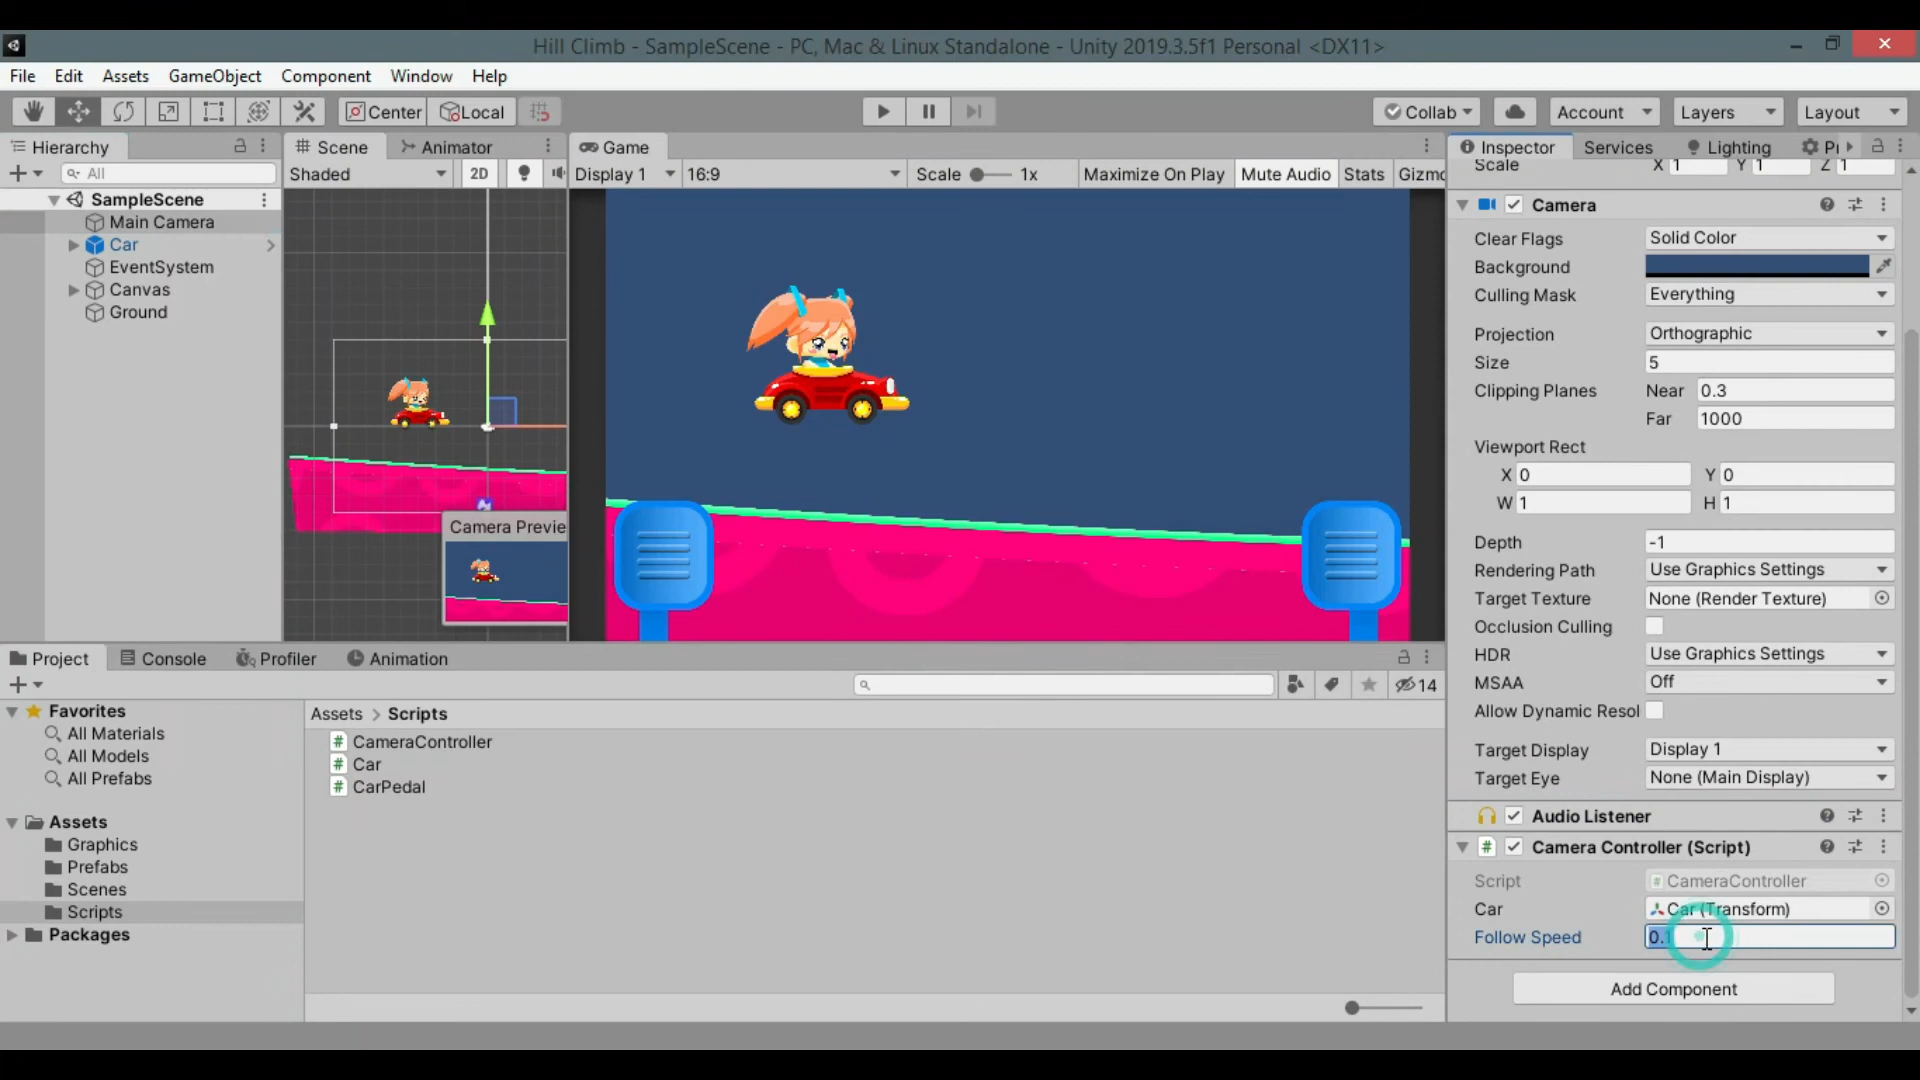 Hill Climb - SampleScene - PC, Mac & Linux Standalone - Unity 2019.3.5f1 Personal <DX11>
File Edit Assets GameObject Component Window Help
Center Local Collab Account Layers Layout
Hierarchy
All
SampleScene
Main Camera
Car
EventSystem
Canvas
Ground
Scene Animator
Shaded 2D
Camera Previe
Game
Display 1 16:9 Scale 1x Maximize On Play Mute Audio Stats Gizmo
Inspector Services Lighting
Scale X 1 Y 1 Z 1
Camera
Clear Flags Solid Color
Background
Culling Mask Everything
Projection Orthographic
Size 5
Clipping Planes Near 0.3
Far 1000
Viewport Rect
X 0 Y 0
W 1 H 1
Depth -1
Rendering Path Use Graphics Settings
Target Texture None (Render Texture)
Occlusion Culling
HDR Use Graphics Settings
MSAA Off
Allow Dynamic Resol
Target Display Display 1
Target Eye None (Main Display)
Audio Listener
Camera Controller (Script)
Script CameraController
Car Car (Transform)
Follow Speed 0.1
Add Component
Project Console Profiler Animation
14
Favorites
All Materials
All Models
All Prefabs
Assets
Graphics
Prefabs
Scenes
Scripts
Packages
Assets > Scripts
CameraController
Car
CarPedal